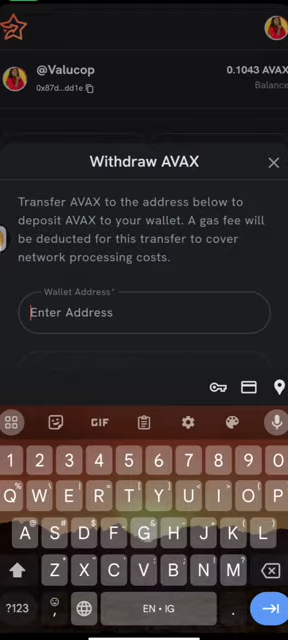 @Valucop
0.1043 AVAX
0x87d...dd1e
Balance
Withdraw AVAX
Transfer AVAX to the address below to
deposit AVAX to your wallet. A gas fee will
be deducted for this transfer to cover
network processing costs.
Wallet Address*
Enter Address
GIF
1 2 3 4 5 6 7 8 9 0
Q W E R T Y U I O P
@ # $ _ & - + ( )
A S D F G H J K L
* " ' : ; ! ?
Z X C V B N M
?123 , EN • IG .